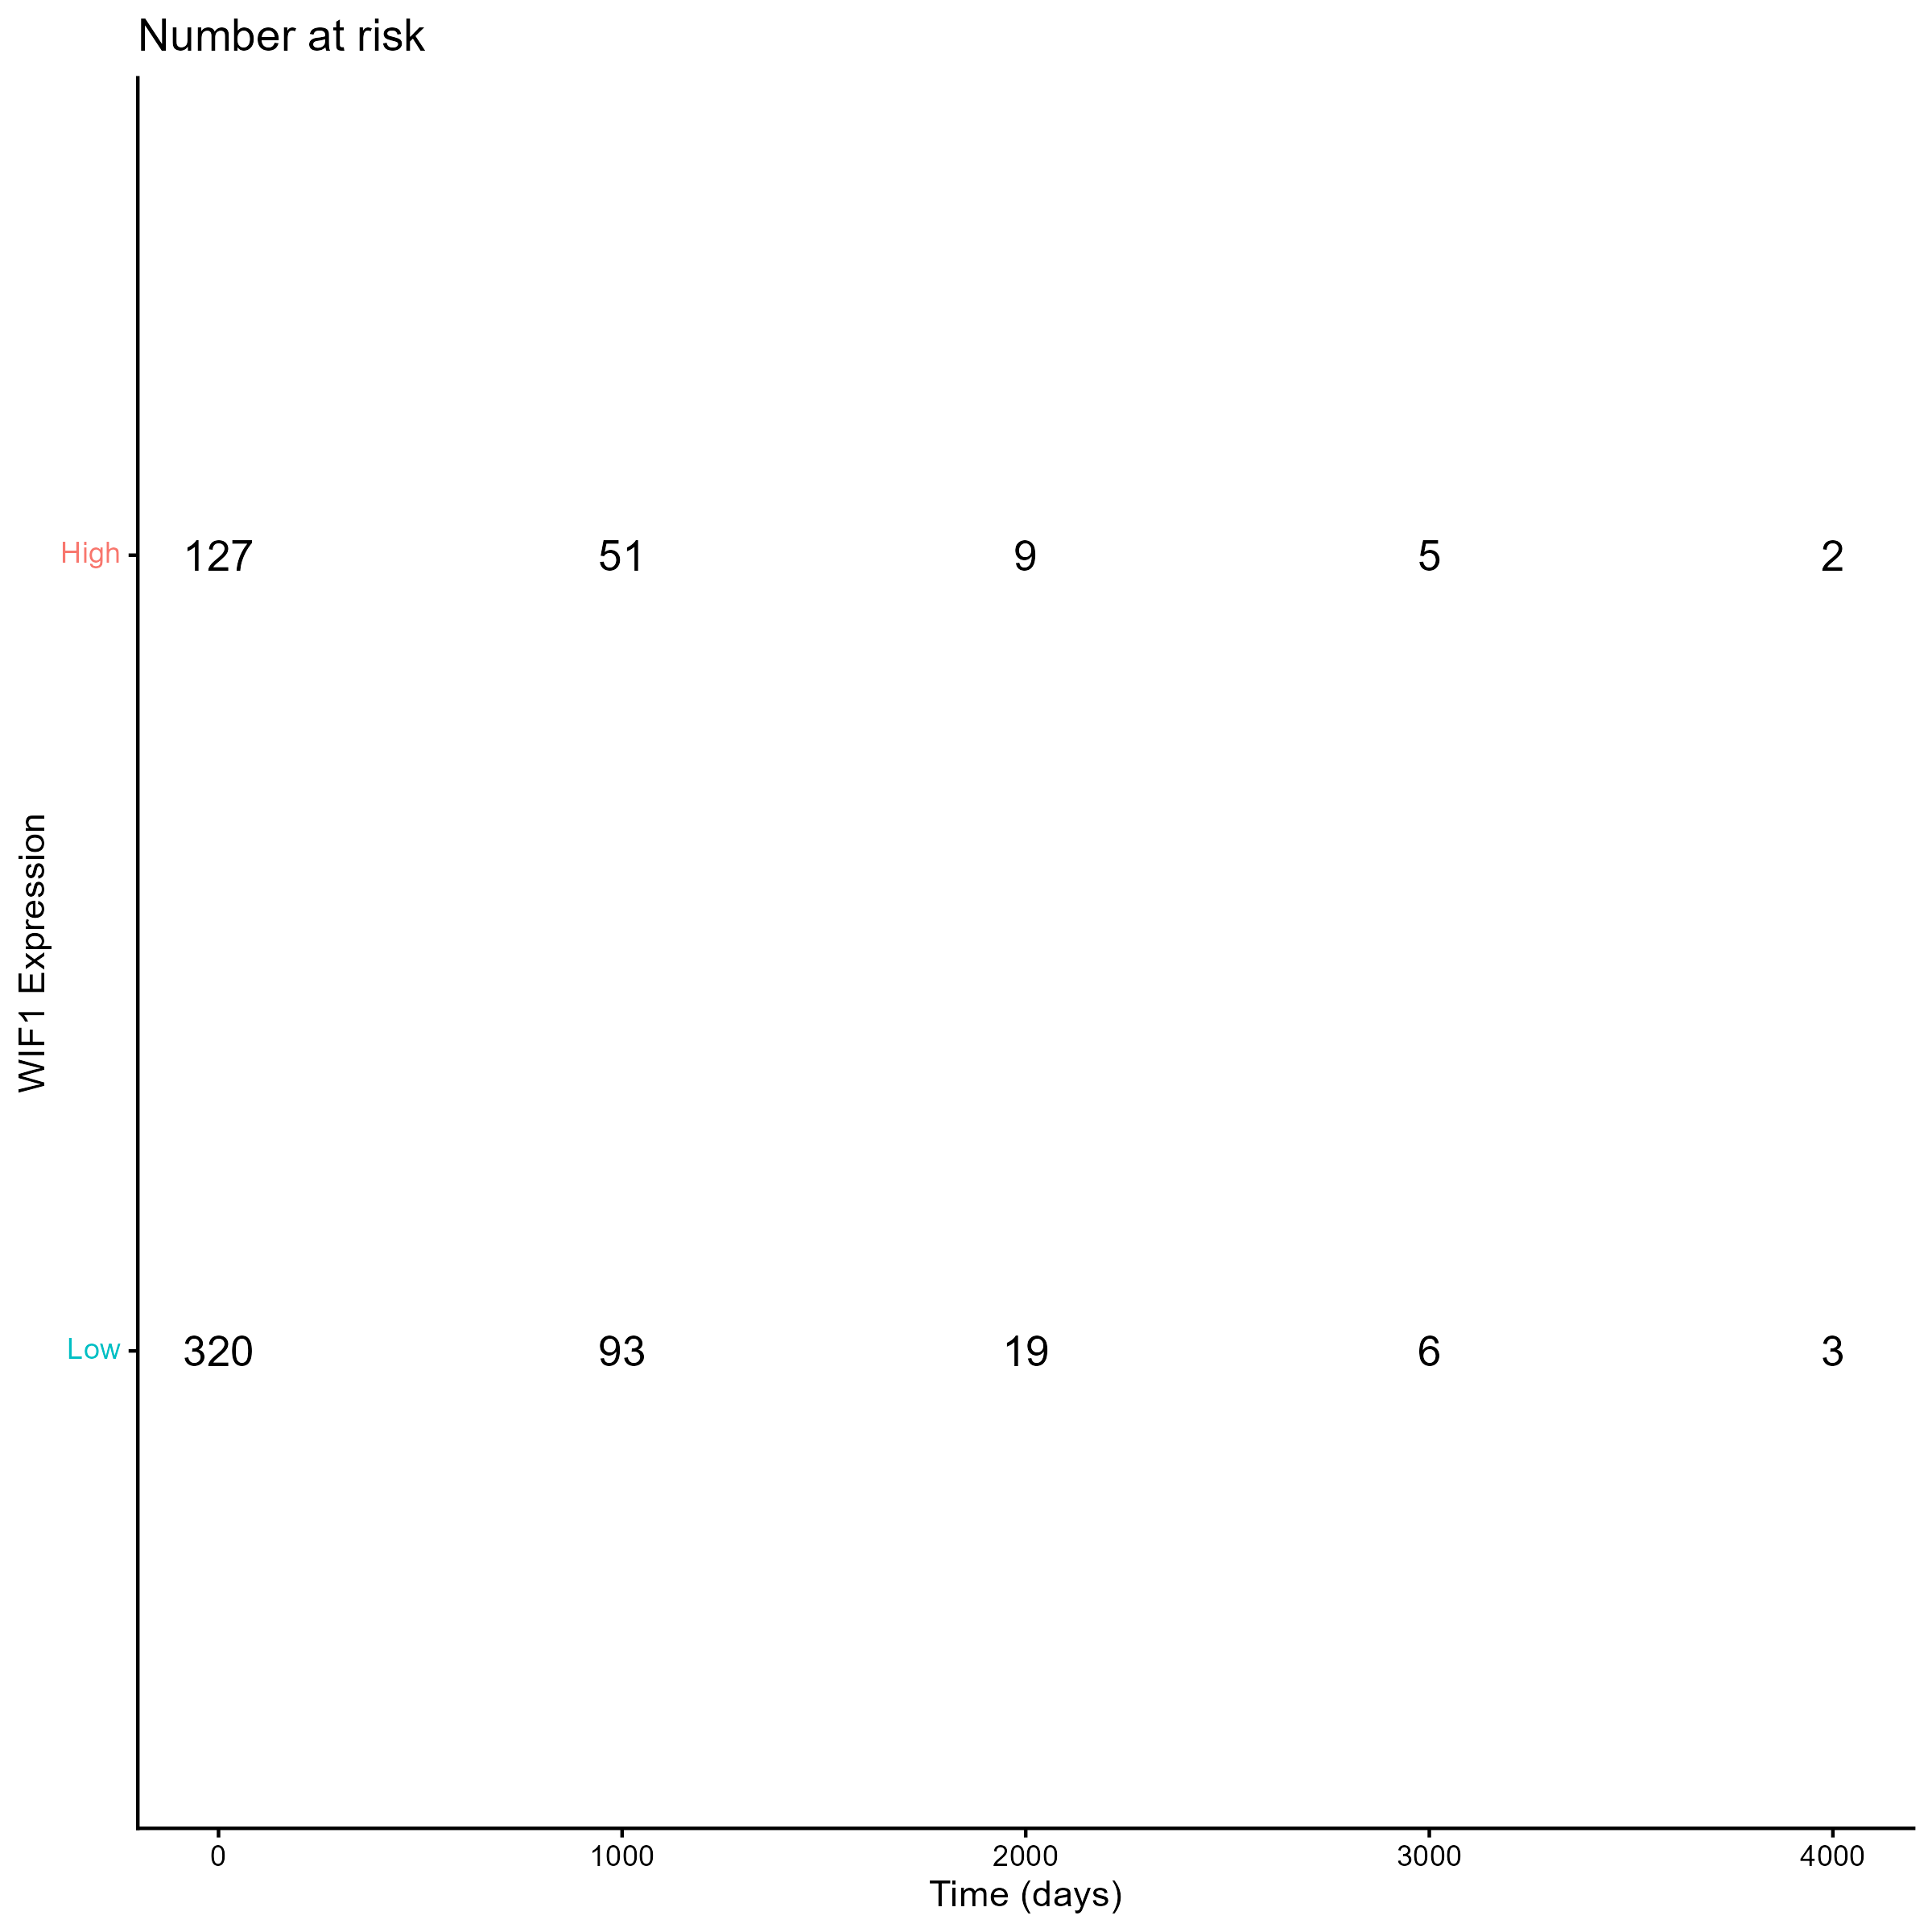 Number at risk
WIF1 Expression
High 127 51 9 5 2
Low 320 93 19 6 3
0 1000 2000 3000 4000
Time (days)